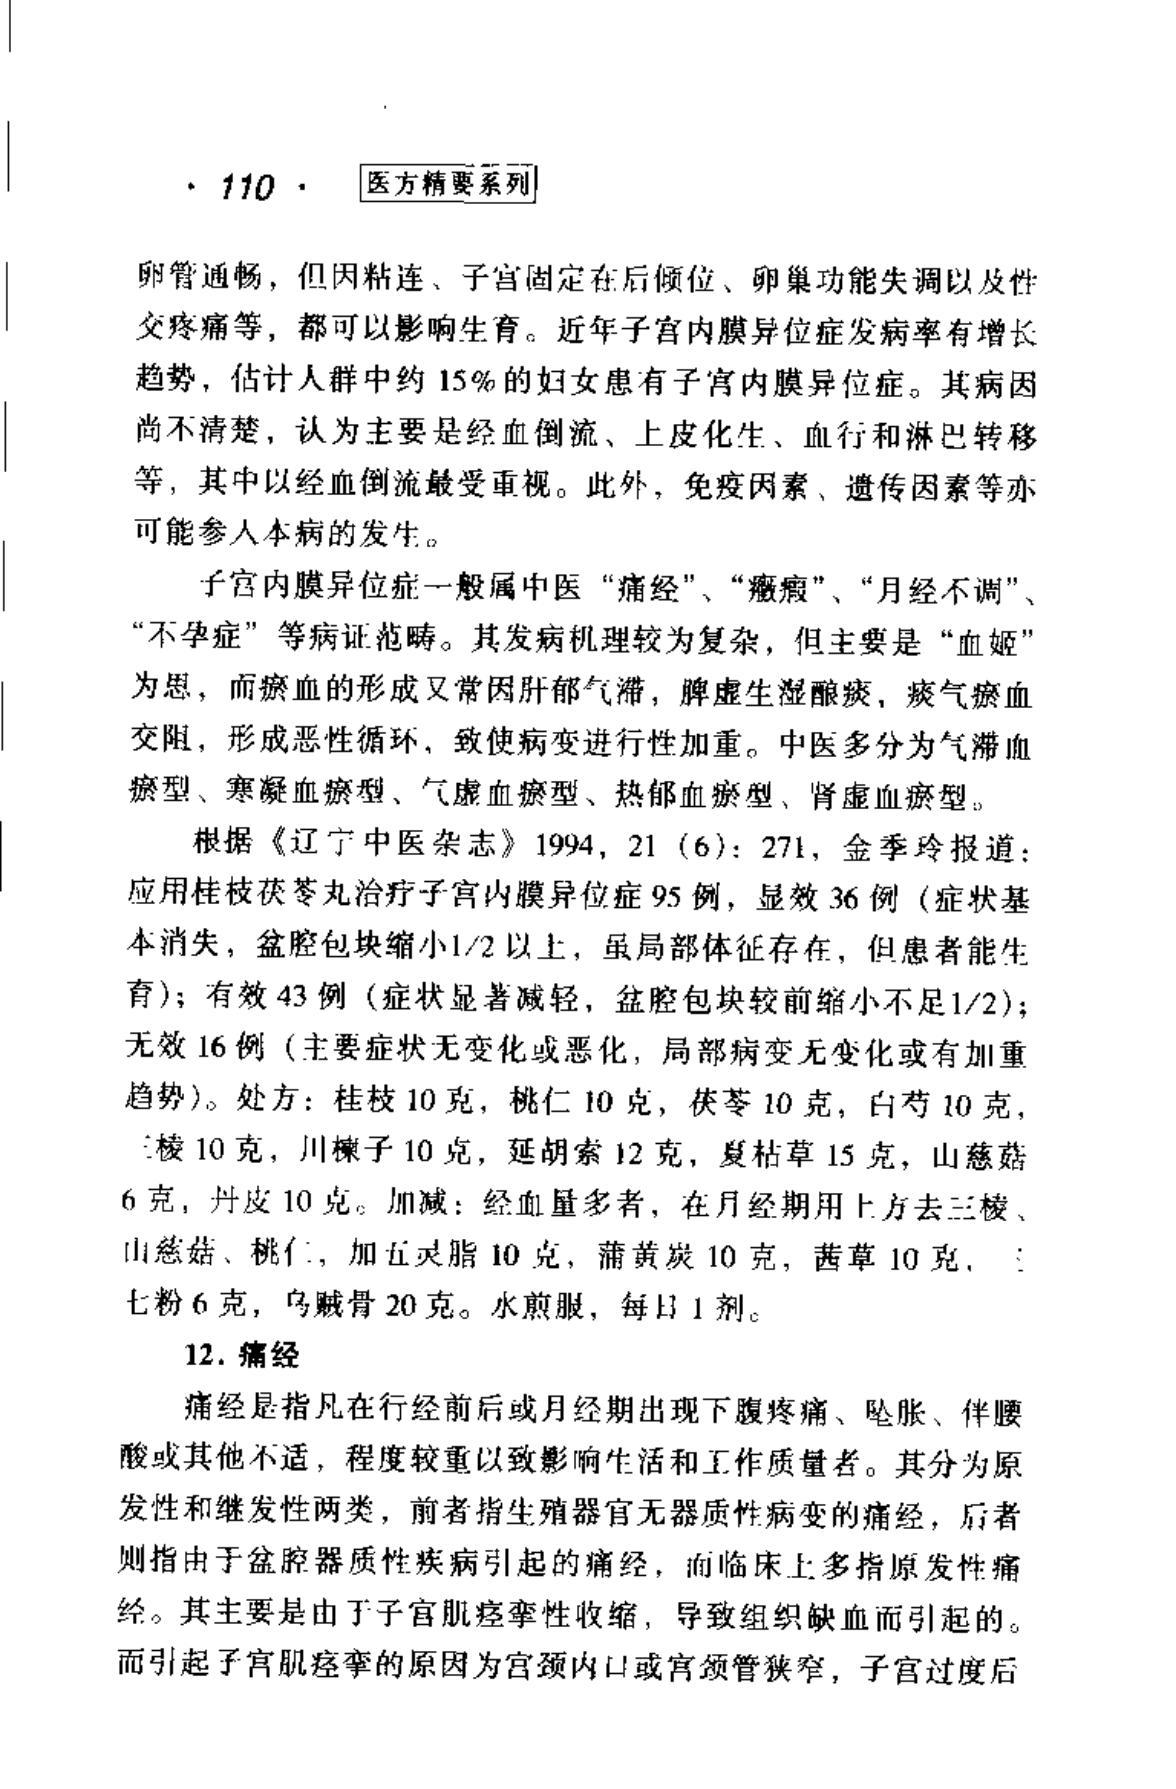 · 110 · 医方精要系列
卵管通畅，但因粘连、子宫固定在后倾位、卵巢功能失调以及性
交疼痛等，都可以影响生育。近年子宫内膜异位症发病率有增长
趋势，估计人群中约 15%的妇女患有子宫内膜异位症。其病因
尚不清楚，认为主要是经血倒流、上皮化生、血行和淋巴转移
等，其中以经血倒流最受重视。此外，免疫因素、遗传因素等亦
可能参入本病的发生。
子宫内膜异位症一般属中医“痛经”、“癥瘕”、“月经不调”、
“不孕症”等病证范畴。其发病机理较为复杂，但主要是“血姬”
为思，而瘀血的形成又常因肝郁气滞，脾虚生湿酿痰，痰气瘀血
交阻，形成恶性循环，致使病变进行性加重。中医多分为气滞血
瘀型、寒凝血瘀型、气虚血瘀型、热郁血瘀型、肾虚血瘀型。
根据《辽宁中医杂志》1994，21（6）：271，金季玲报道：
应用桂枝茯苓丸治疗子宫内膜异位症 95 例，显效 36 例（症状基
本消失，盆腔包块缩小1/2 以上，虽局部体征存在，但患者能生
育）；有效 43 例（症状显著减轻，盆腔包块较前缩小不足1/2）；
无效 16 例（主要症状无变化或恶化，局部病变无变化或有加重
趋势）。处方：桂枝 10 克，桃仁 10 克，茯苓 10 克，白芍 10 克，
三棱 10 克，川楝子 10 克，延胡索 12 克，夏枯草 15 克，山慈菇
6 克，丹皮 10 克。加减：经血量多者，在月经期用上方去三棱、
山慈菇、桃仁，加五灵脂 10 克，蒲黄炭 10 克，茜草 10 克，三
七粉 6 克，乌贼骨 20 克。水煎服，每日 1 剂。
12. 痛经
痛经是指凡在行经前后或月经期出现下腹疼痛、坠胀、伴腰
酸或其他不适，程度较重以致影响生活和工作质量者。其分为原
发性和继发性两类，前者指生殖器官无器质性病变的痛经，后者
则指由于盆腔器质性疾病引起的痛经，而临床上多指原发性痛
经。其主要是由于子宫肌痉挛性收缩，导致组织缺血而引起的。
而引起子宫肌痉挛的原因为宫颈内口或宫颈管狭窄，子宫过度后